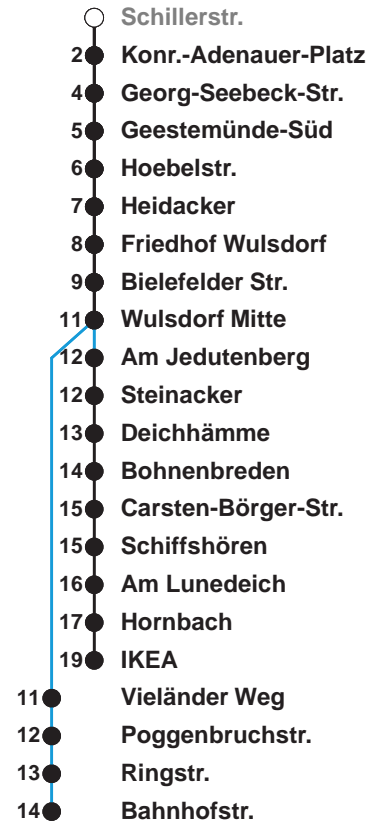 Schillerstr.
2 Konr.-Adenauer-Platz
4 Georg-Seebeck-Str.
5 Geestemünde-Süd
6 Hoebelstr.
7 Heidacker
8 Friedhof Wulsdorf
9 Bielefelder Str.
11 Wulsdorf Mitte
12 Am Jedutenberg
12 Steinacker
13 Deichhämme
14 Bohnenbreden
15 Carsten-Börger-Str.
15 Schiffshören
16 Am Lunedeich
17 Hornbach
19 IKEA
11 Vieländer Weg
12 Poggenbruchstr.
13 Ringstr.
14 Bahnhofstr.